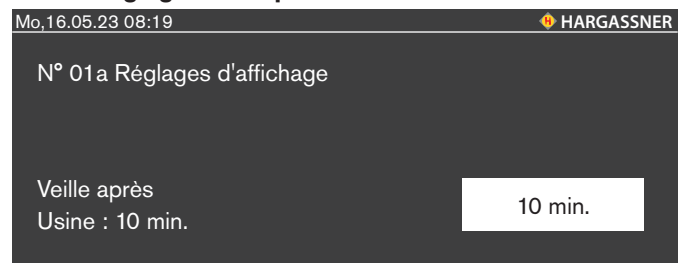 Mo,16.05.23 08:19
HARGASSNER
N° 01a Réglages d'affichage
Veille après
Usine : 10 min.
10 min.